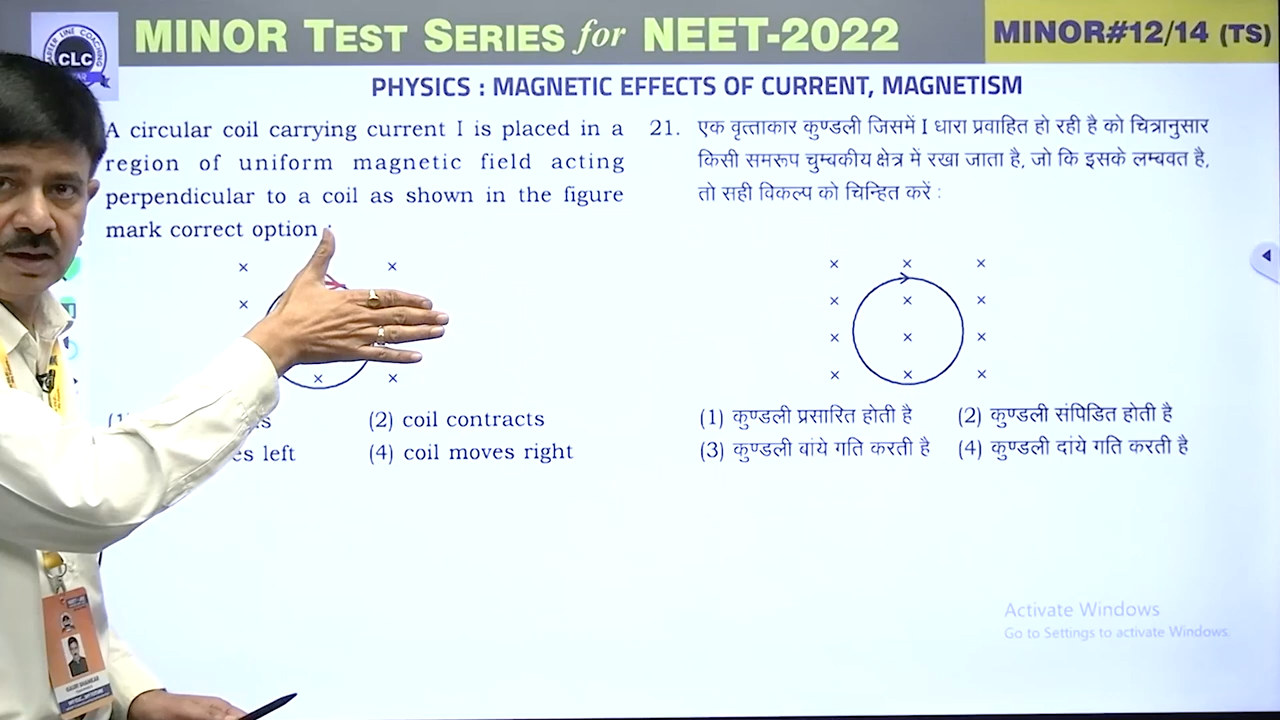 CLC
MINOR TEST SERIES for NEET-2022
MINOR#12/14 (TS)
PHYSICS : MAGNETIC EFFECTS OF CURRENT, MAGNETISM
A circular coil carrying current I is placed in a
region of uniform magnetic field acting
perpendicular to a coil as shown in the figure
mark correct option :
(2) coil contracts
left
(4) coil moves right
21. एक वृत्ताकार कुण्डली जिसमें I धारा प्रवाहित हो रही है को चित्रानुसार
किसी समरूप चुम्बकीय क्षेत्र में रखा जाता है, जो कि इसके लम्बवत है,
तो सही विकल्प को चिन्हित करें :
(1) कुण्डली प्रसारित होती है (2) कुण्डली संपिडित होती है
(3) कुण्डली बांये गति करती है (4) कुण्डली दांये गति करती है
Activate Windows
Go to Settings to activate Windows.